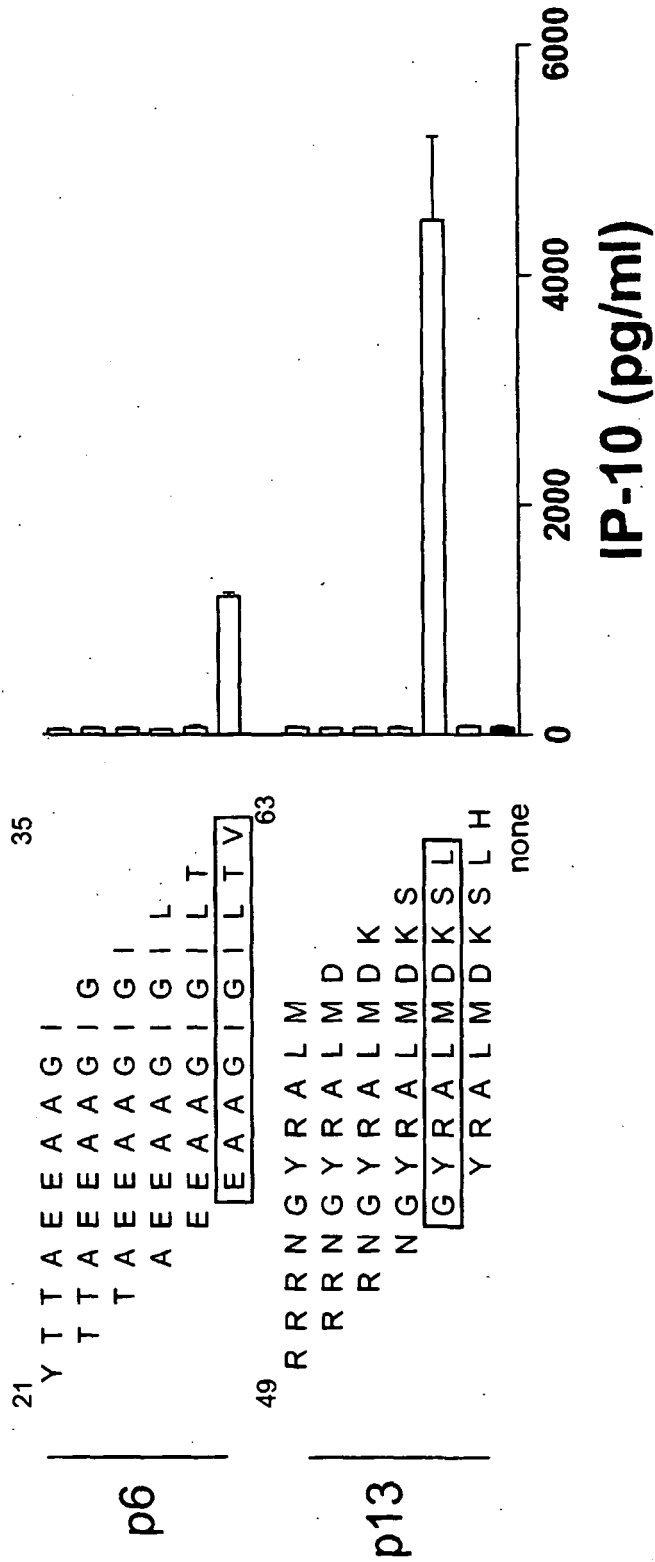 21 35
Y T T A E E A A G I
T T A E E A A G I G
T A E E A A G I G I
A E E A A G I G I L
E E A A G I G I L T
E A A G I G I L T V
p6
49 63
R R R N G Y R A L M
R R N G Y R A L M D
R N G Y R A L M D K
N G Y R A L M D K S
G Y R A L M D K S L
Y R A L M D K S L H
p13
none
0 2000 4000 6000
IP-10 (pg/ml)